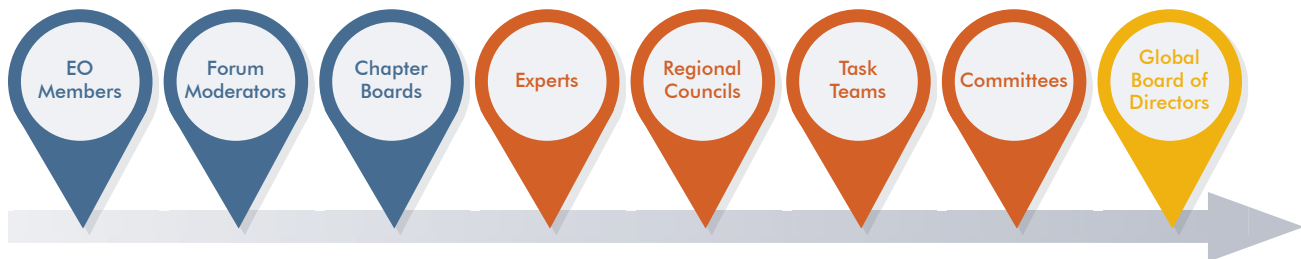 EO
Members
Forum
Moderators
Chapter
Boards
Experts
Regional
Councils
Task
Teams
Committees
Global
Board of
Directors